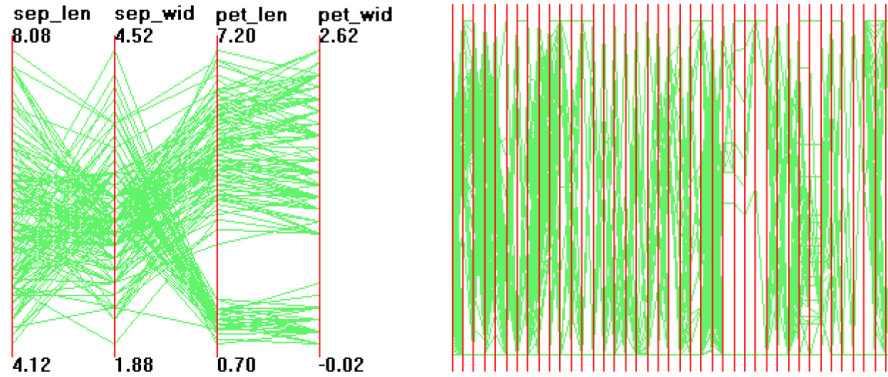 sep_len sep_wid pet_len pet_wid
8.08 4.52 7.20 2.62
4.12 1.88 0.70 -0.02